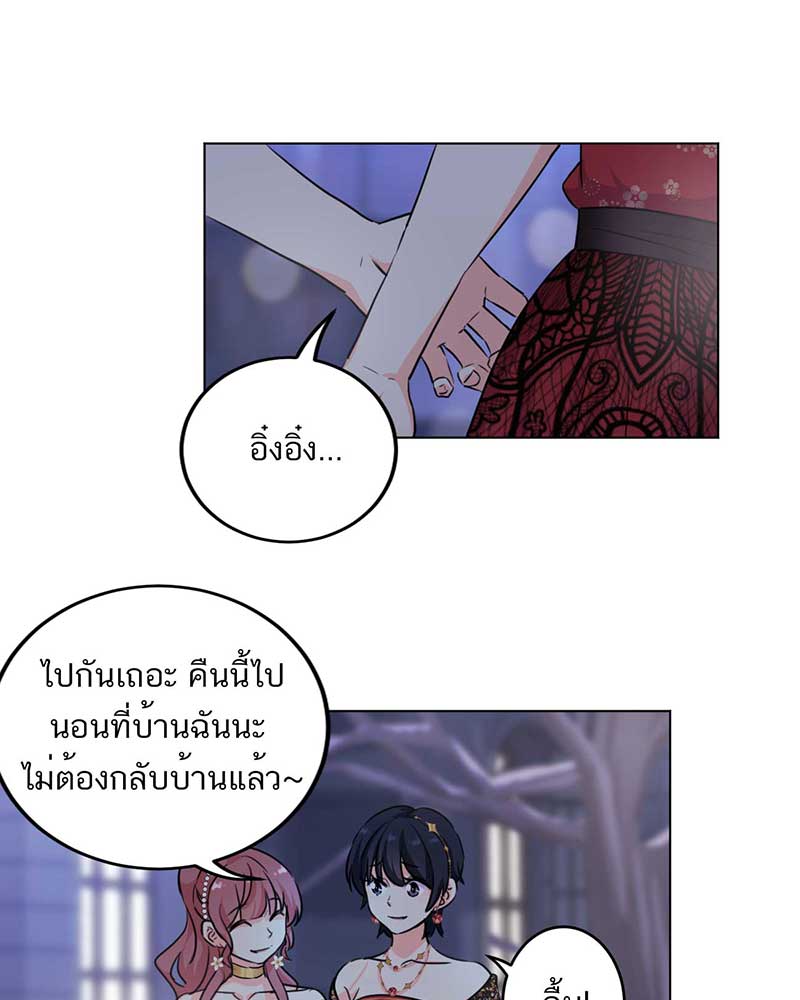 อิ๋งอิ๋ง...
ไปกันเถอะ คืนนี้ไป
นอนที่บ้านฉันนะ
ไม่ต้องกลับบ้านแล้ว~